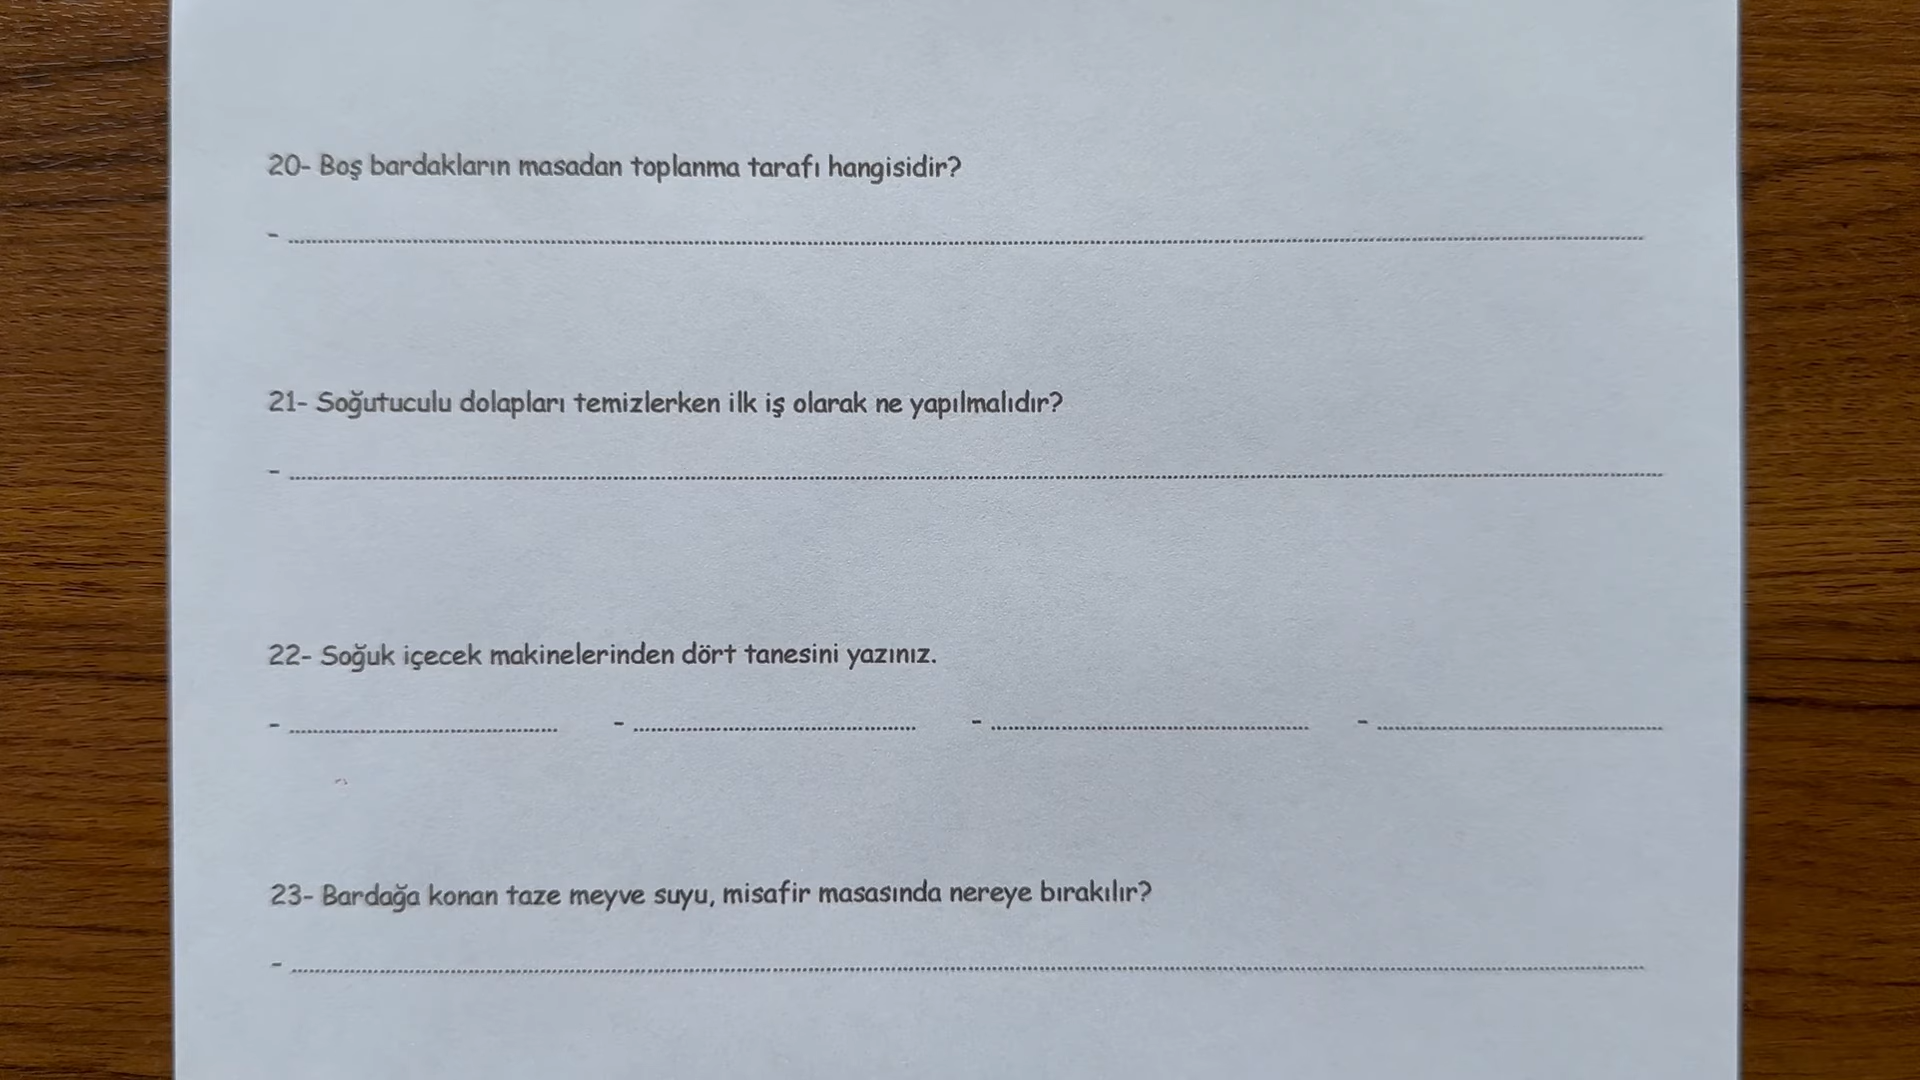 20- Boş bardakların masadan toplanma tarafı hangisidir?
- ........................................................................................................
21- Soğutuculu dolapları temizlerken ilk iş olarak ne yapılmalıdır?
- ........................................................................................................
22- Soğuk içecek makinelerinden dört tanesini yazınız.
- .............................. - .............................. - .............................. - ..............................
23- Bardağa konan taze meyve suyu, misafir masasında nereye bırakılır?
- ........................................................................................................